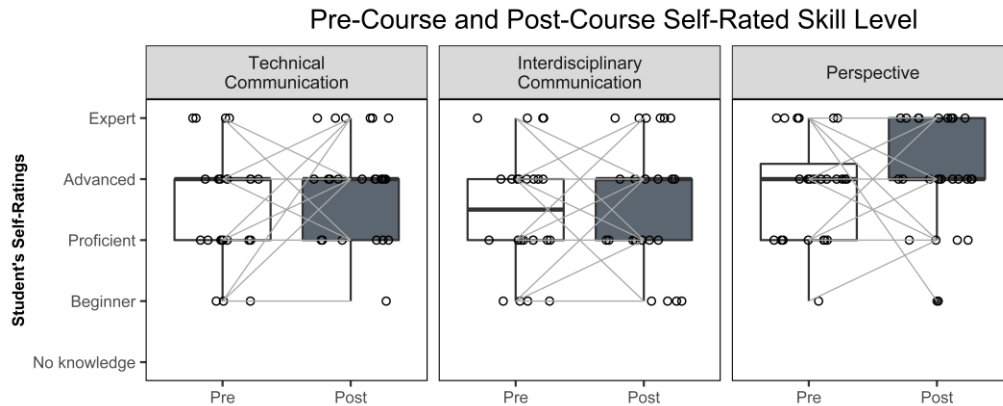 Pre-Course and Post-Course Self-Rated Skill Level
Technical
Communication
Interdisciplinary
Communication
Perspective
Student's Self-Ratings
Expert
Advanced
Proficient
Beginner
No knowledge
Pre
Post
Pre
Post
Pre
Post